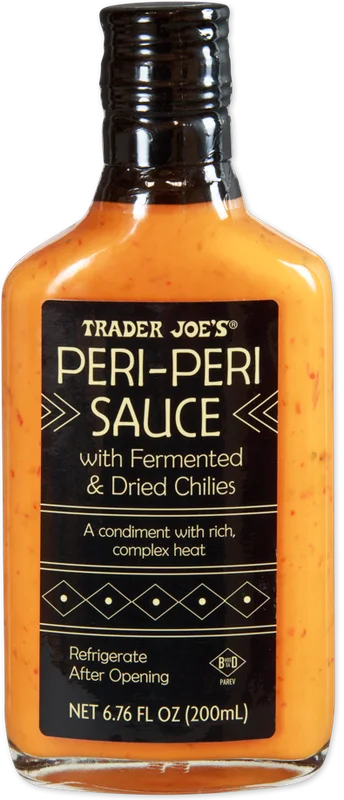 TRADER JOE'S®
PERI-PERI
SAUCE
with Fermented
& Dried Chilies
A condiment with rich,
complex heat
Refrigerate
After Opening
B D
PAREV
NET 6.76 FL OZ (200mL)